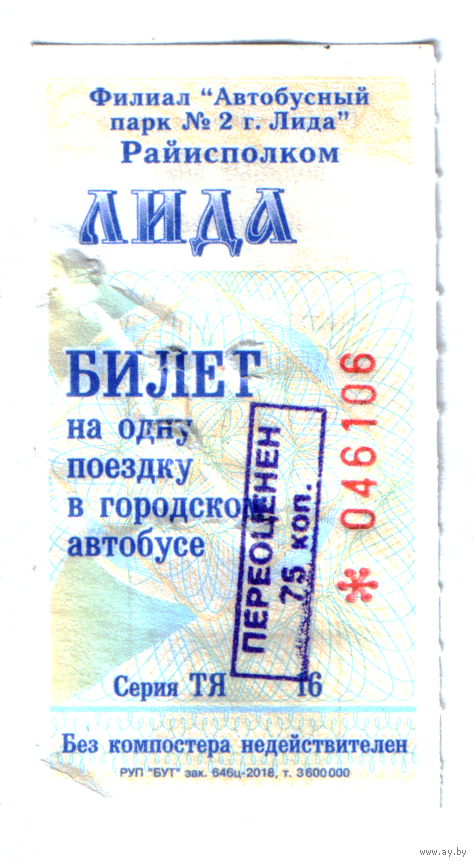 Филиал "Автобусный
парк № 2 г. Лида"
Райисполком
ЛИДА
БИЛЕТ
на одну
поездку
в городском
автобусе
ПЕРЕОЦЕНЕН
75 коп.
* 046106
Серия ТЯ 16
Без компостера недействителен
РУП "БУТ" зак. 646ц-2018, т. 3600000
www.ay.by